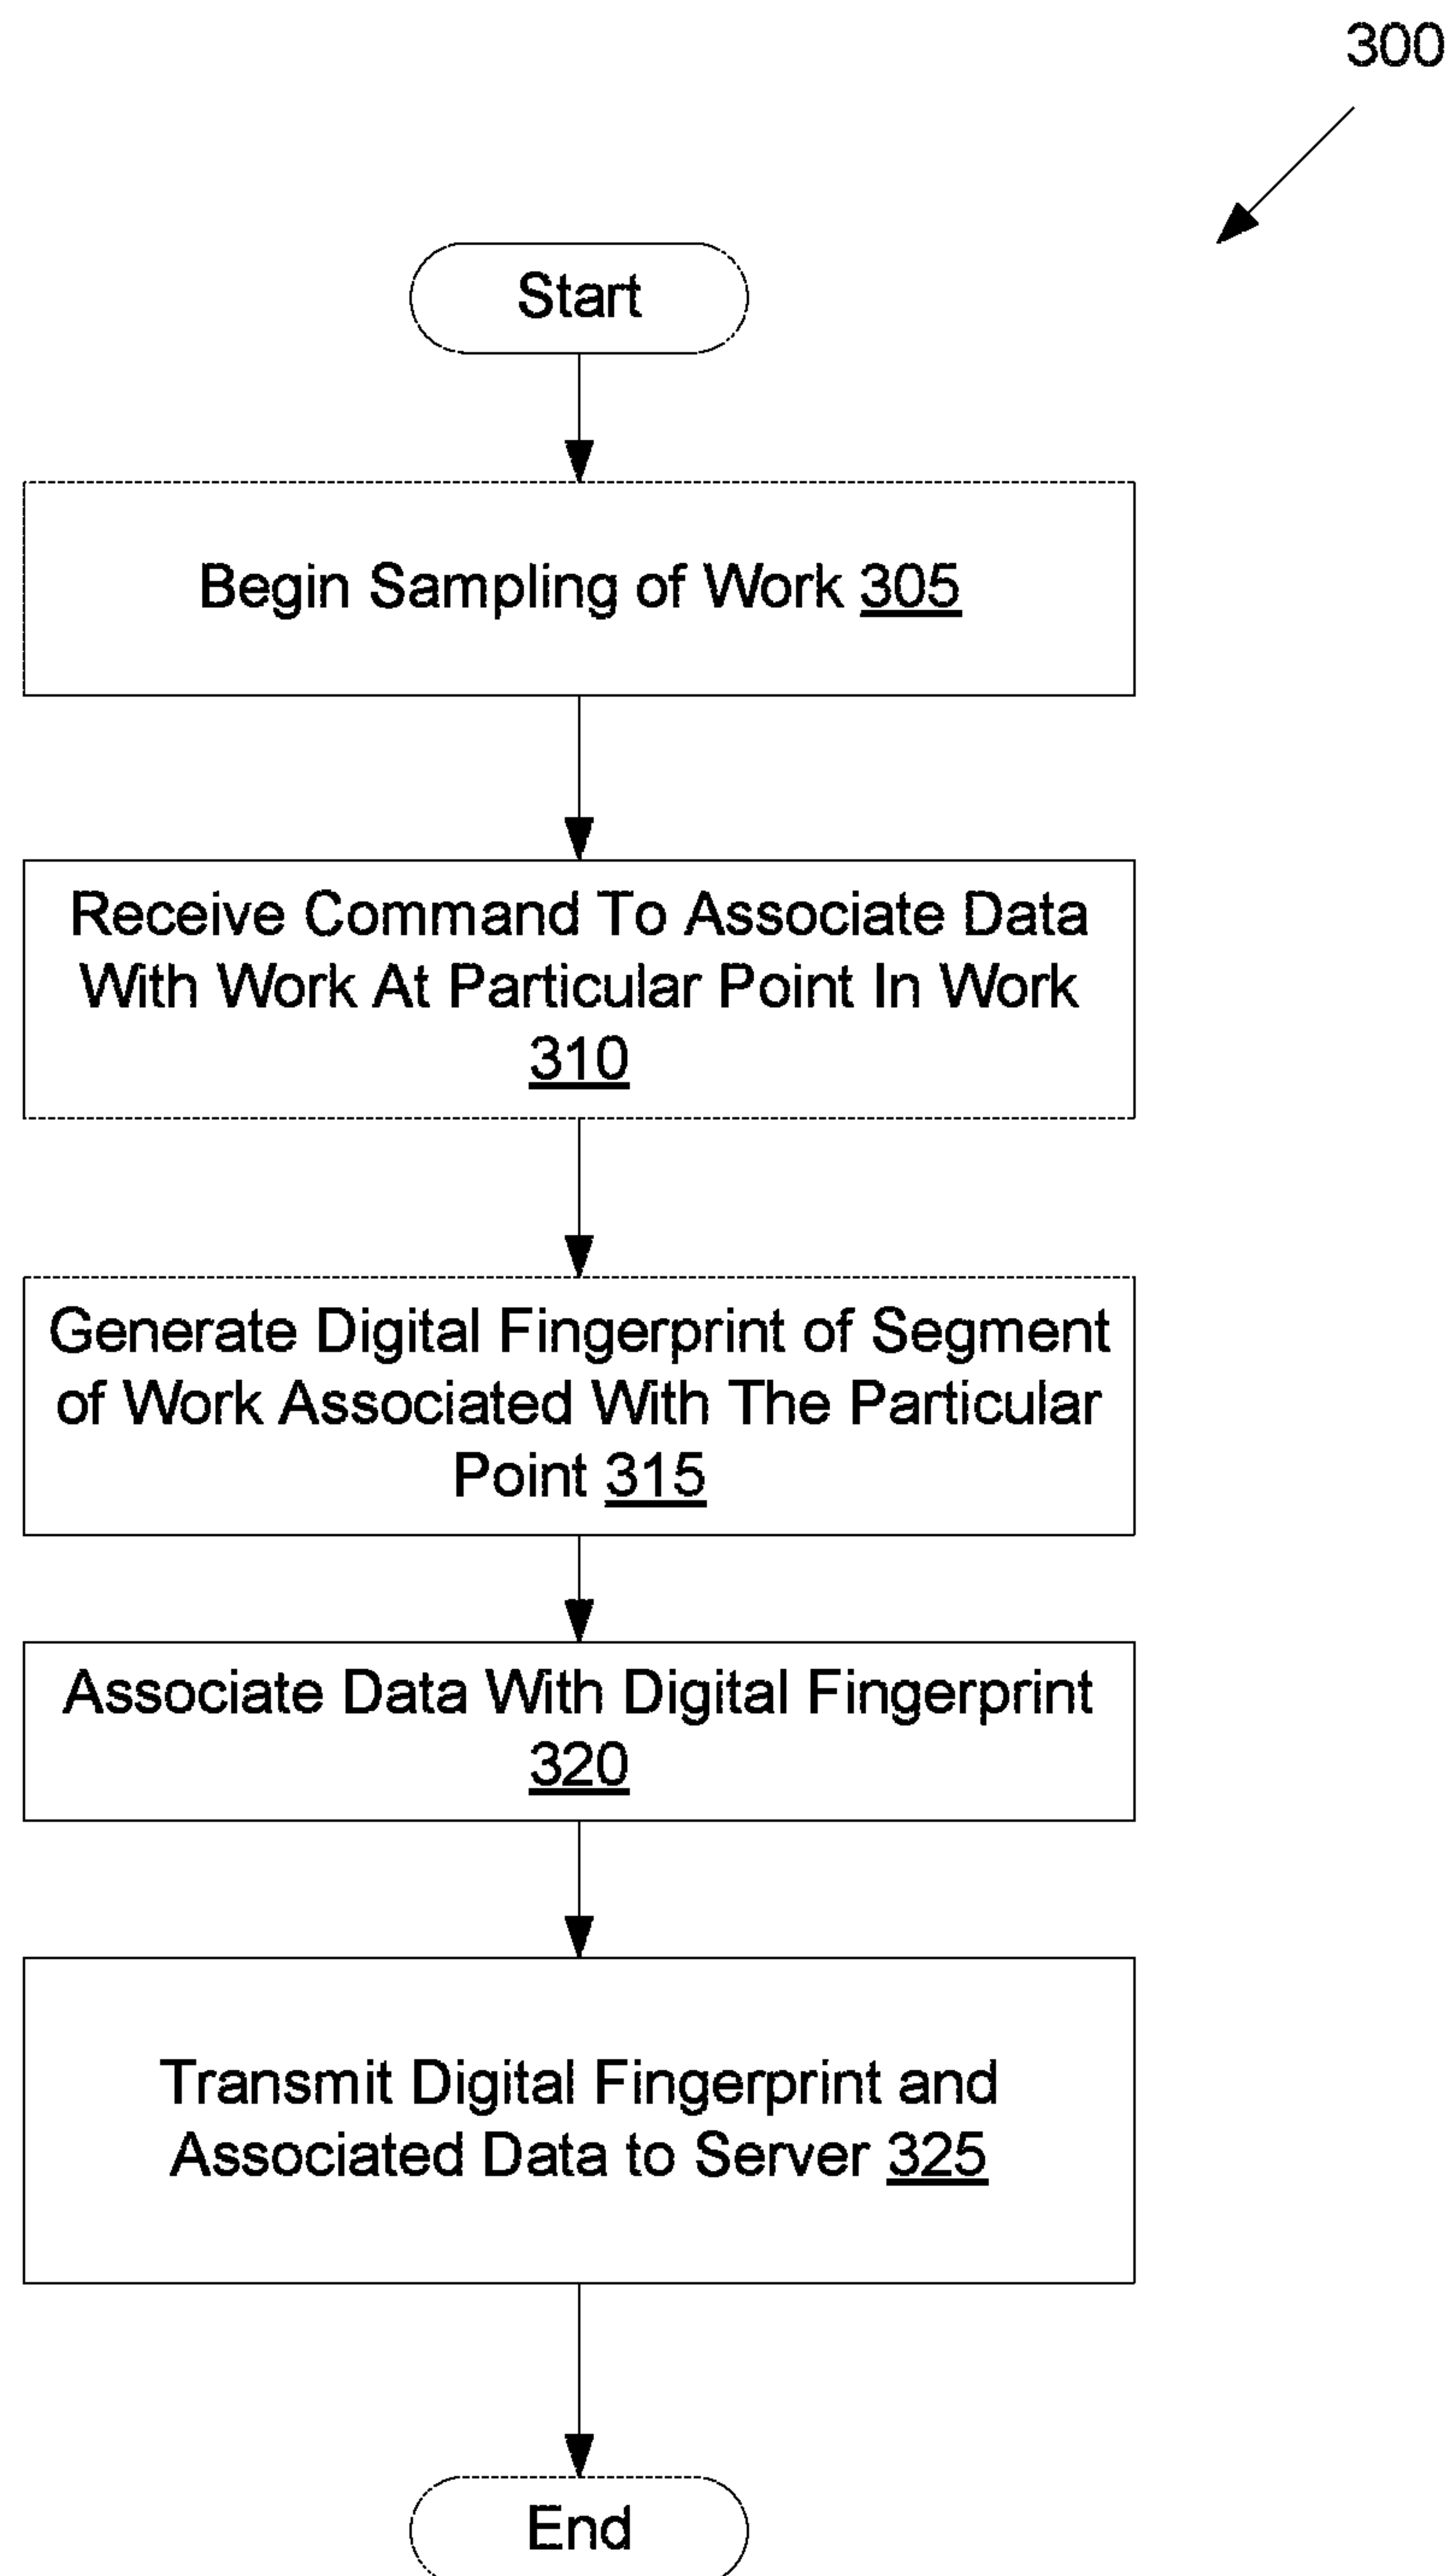 300
Start
Begin Sampling of Work 305
Receive Command To Associate Data
With Work At Particular Point In Work
310
Generate Digital Fingerprint of Segment
of Work Associated With The Particular
Point 315
Associate Data With Digital Fingerprint
320
Transmit Digital Fingerprint and
Associated Data to Server 325
End